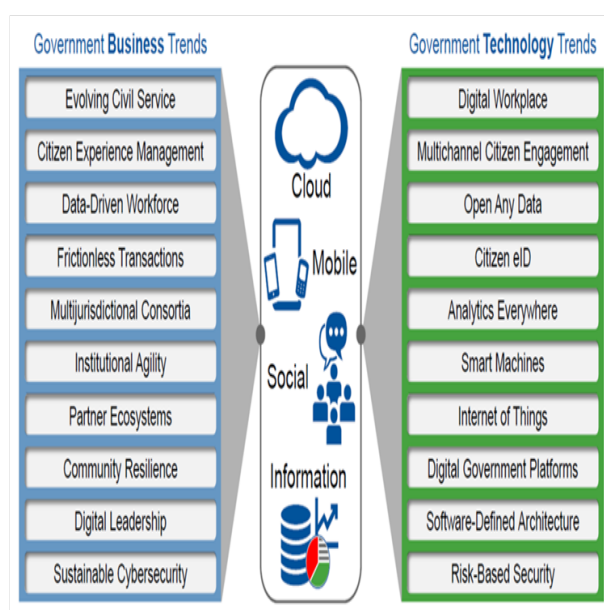 Government Business Trends
Evolving Civil Service
Citizen Experience Management
Data-Driven Workforce
Frictionless Transactions
Multijurisdictional Consortia
Institutional Agility
Partner Ecosystems
Community Resilience
Digital Leadership
Sustainable Cybersecurity
Cloud
Mobile
Social
Information
Government Technology Trends
Digital Workplace
Multichannel Citizen Engagement
Open Any Data
Citizen eID
Analytics Everywhere
Smart Machines
Internet of Things
Digital Government Platforms
Software-Defined Architecture
Risk-Based Security